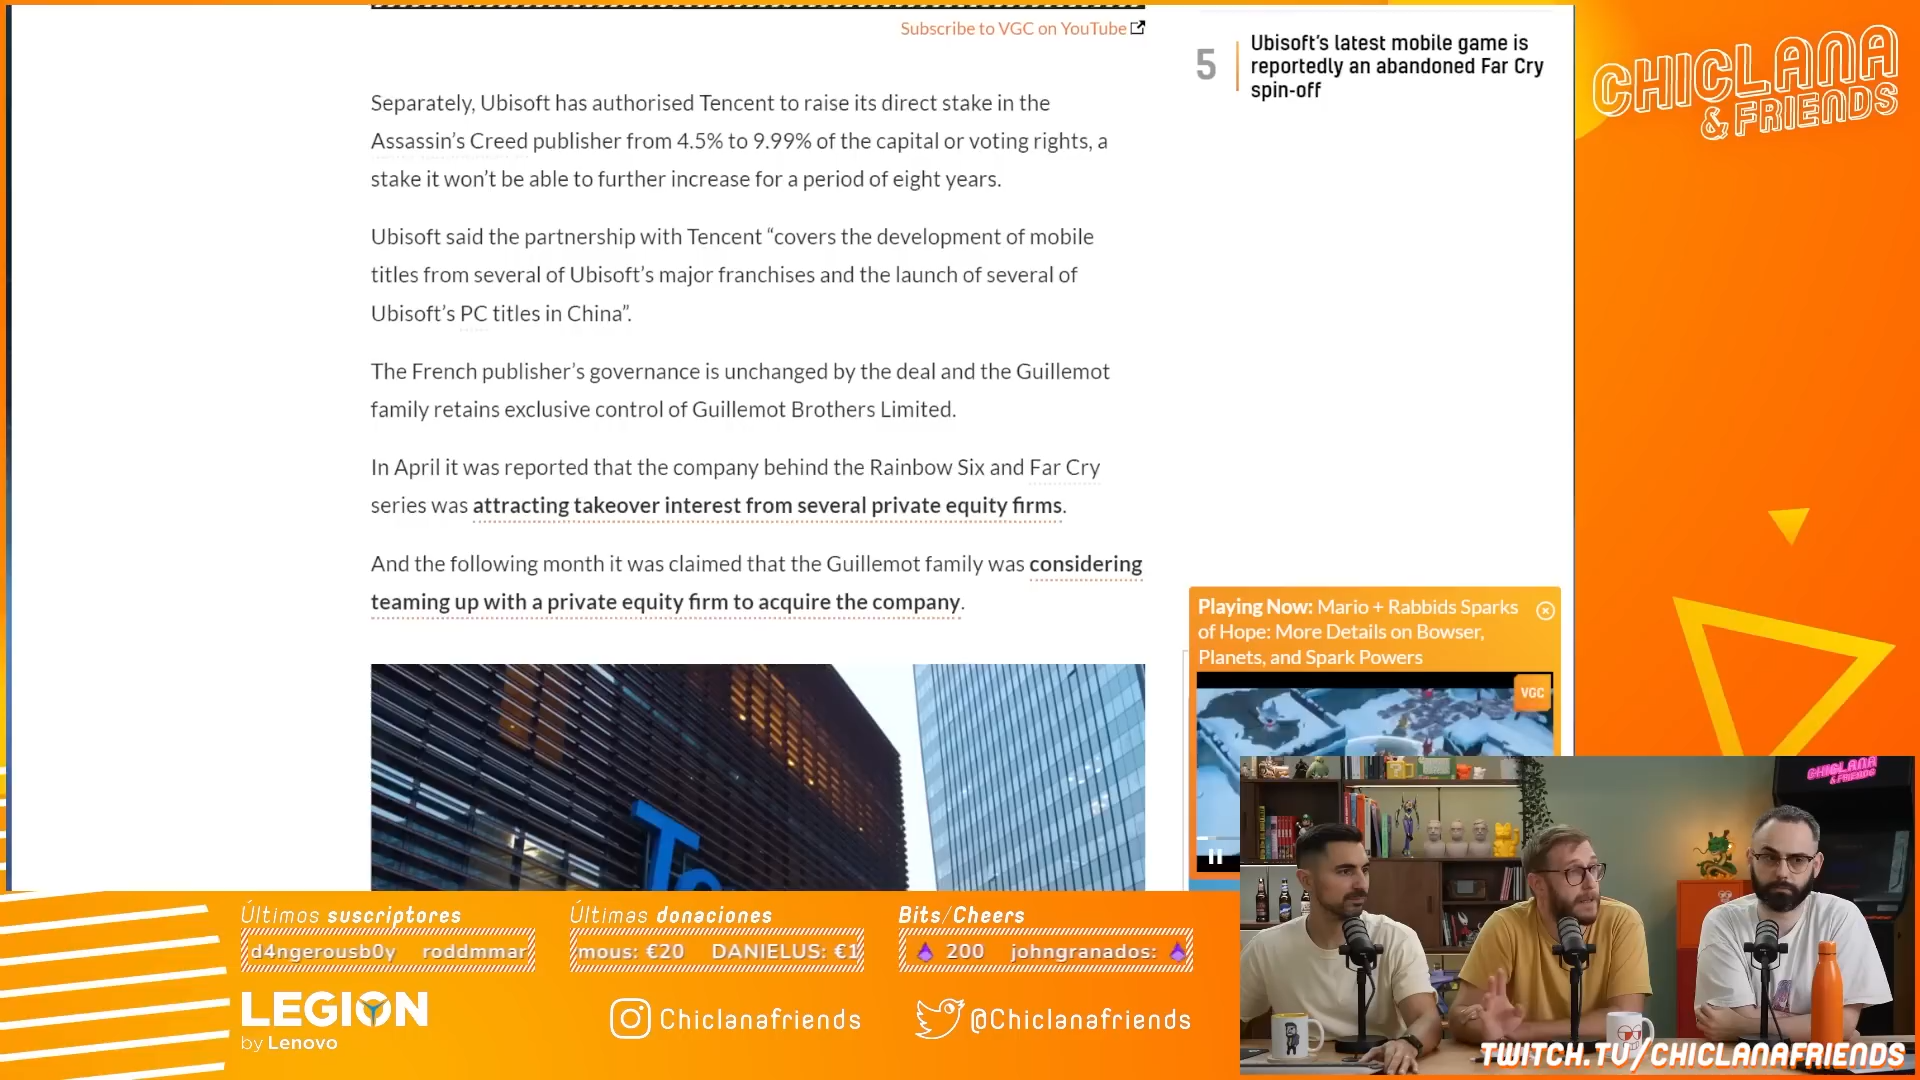 Subscribe to VGC on YouTube
Separately, Ubisoft has authorised Tencent to raise its direct stake in the
Assassin's Creed publisher from 4.5% to 9.99% of the capital or voting rights, a
stake it won't be able to further increase for a period of eight years.
Ubisoft said the partnership with Tencent “covers the development of mobile
titles from several of Ubisoft's major franchises and the launch of several of
Ubisoft's PC titles in China”.
The French publisher's governance is unchanged by the deal and the Guillemot
family retains exclusive control of Guillemot Brothers Limited.
In April it was reported that the company behind the Rainbow Six and Far Cry
series was attracting takeover interest from several private equity firms.
And the following month it was claimed that the Guillemot family was considering
teaming up with a private equity firm to acquire the company.
5
Ubisoft's latest mobile game is
reportedly an abandoned Far Cry
spin-off
CHICLANA
& FRIENDS
Playing Now: Mario + Rabbids Sparks
of Hope: More Details on Bowser,
Planets, and Spark Powers
VGC
CHICLANA
& FRIENDS
Últimos suscriptores
d4ngerousb0y roddmmar
Últimas donaciones
mous: €20 DANIELUS: €1
Bits/Cheers
200 johngranados:
LEGION
by Lenovo
Chiclanafriends
@Chiclanafriends
TWITCH.TV/CHICLANAFRIENDS